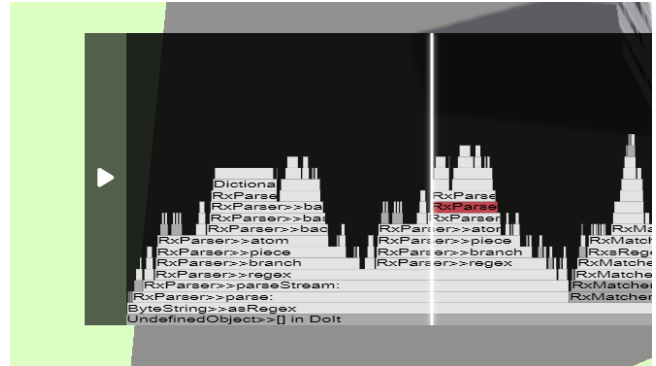 Dictiona
RxParse RxParse
RxParser>>ba RxParse
RxParser>>ba RxParser
RxParser>>bac RxParser>>ator RxMa
RxParser>>atom RxParser>>piece RxMatch
RxParser>>piece RxParser>>branch RxsRege
RxParser>>branch RxParser>>regex RxMatche
RxParser>>regex RxMatche
RxParser>>parseStream: RxMatcher
RxParser>>parse: RxMatcher
ByteString>>asRegex
UndefinedObject>>[] in DoIt